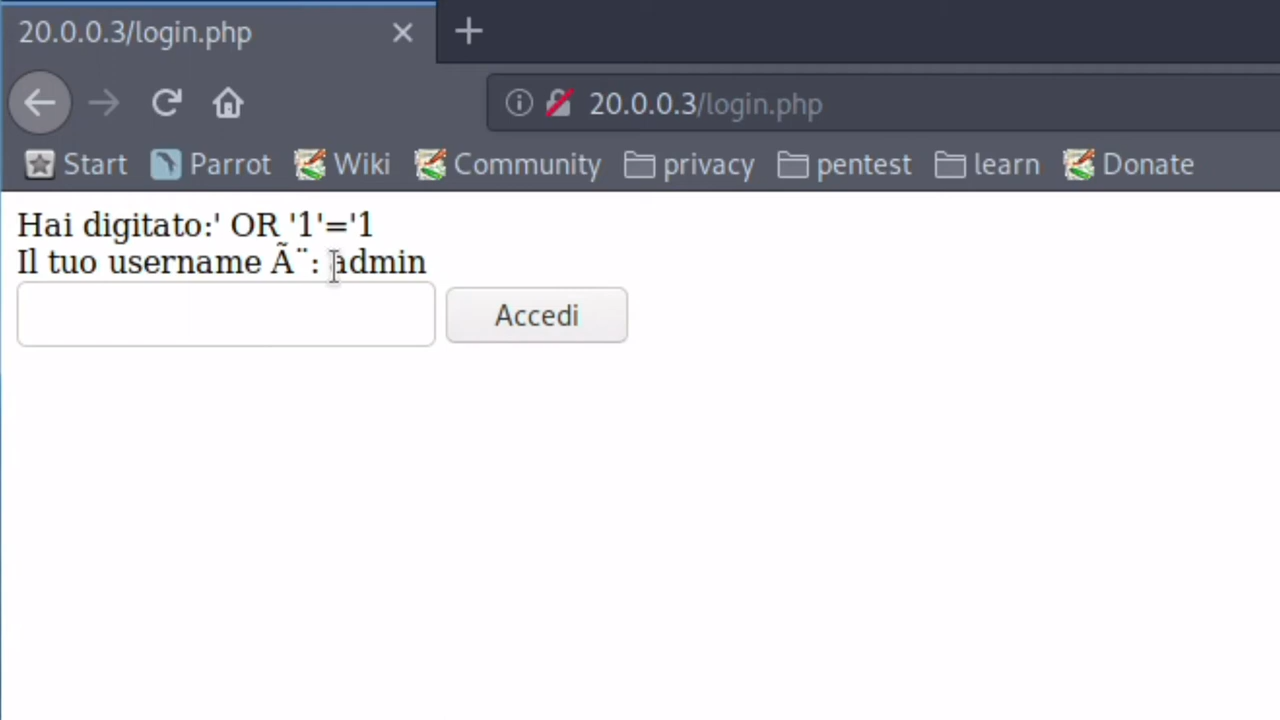 20.0.0.3/login.php
20.0.0.3/login.php
Start Parrot Wiki Community privacy pentest learn Donate
Hai digitato:' OR '1'='1
Il tuo username Ã¨: admin
Accedi